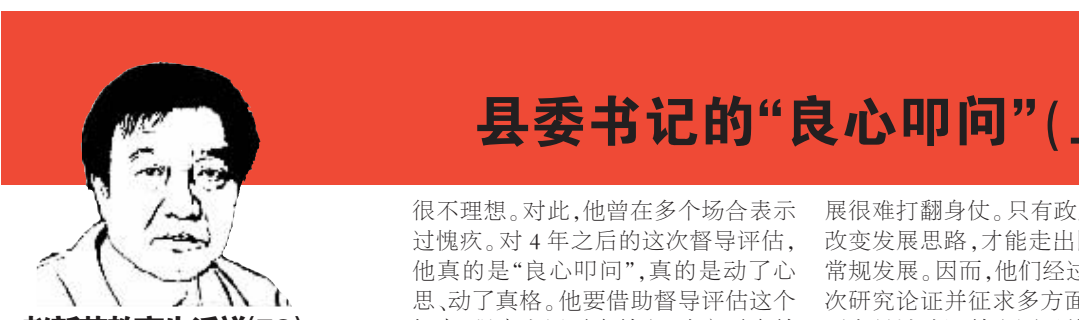 县委书记的“良心叩问”(
很不理想。对此,他曾在多个场合表示
过愧疚。对 4 年之后的这次督导评估,
他真的是“良心叩问”,真的是动了心
思、动了真格。他要借助督导评估这个
展很难打翻身仗。只有政
改变发展思路,才能走出
常规发展。因而,他们经过
次研究论证并征求多方面